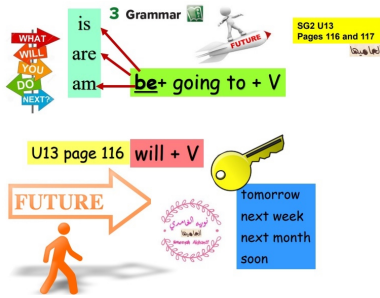 3 Grammar
is
are
am
be+ going to + V
WHAT
WILL
YOU
DO
NEXT?
FUTURE
SG2 U13
Pages 116 and 117
U13 page 116
will + V
FUTURE
tomorrow
next week
next month
soon